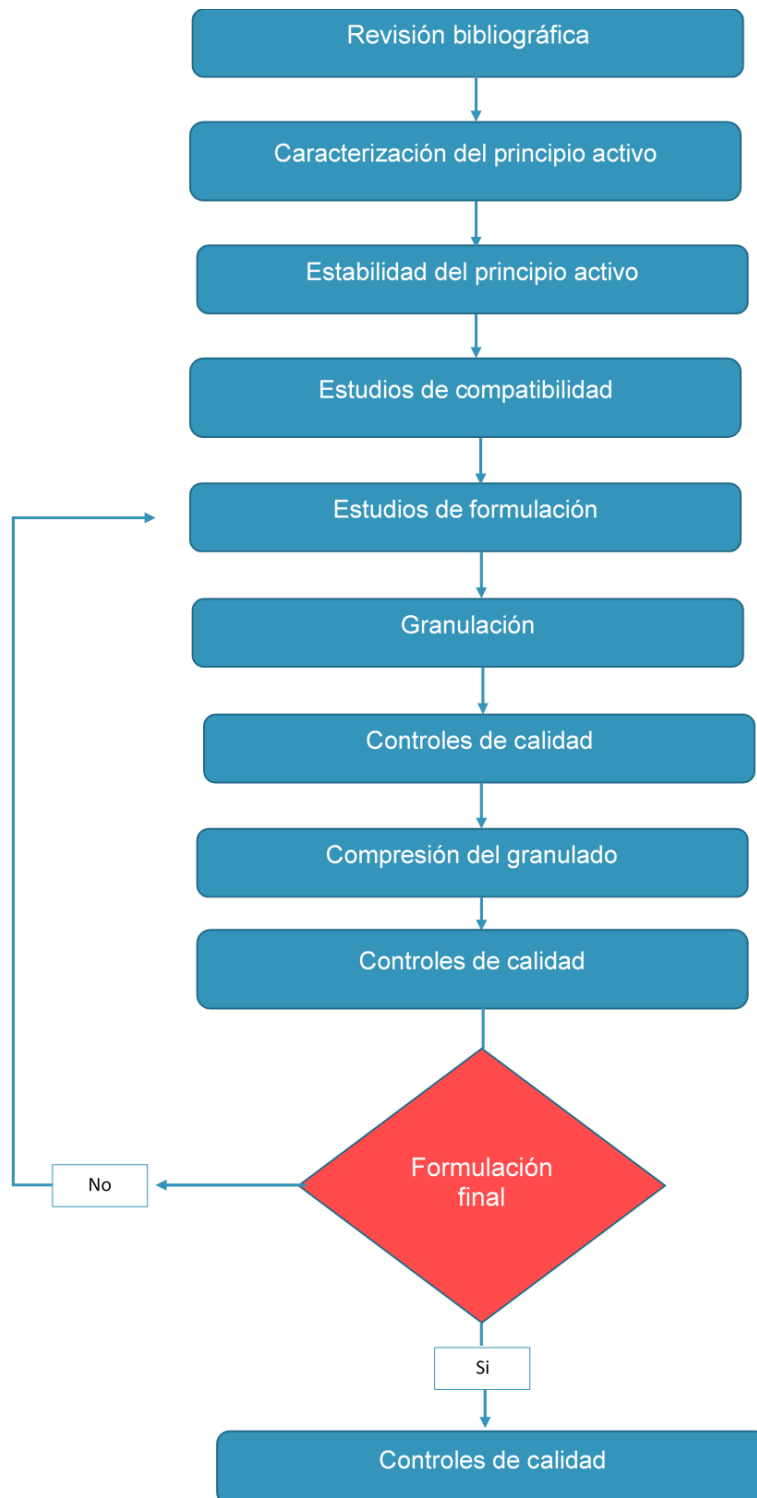 Revisión bibliográfica
Caracterización del principio activo
Estabilidad del principio activo
Estudios de compatibilidad
Estudios de formulación
Granulación
Controles de calidad
Compresión del granulado
Controles de calidad
Formulación
final
No
Si
Controles de calidad